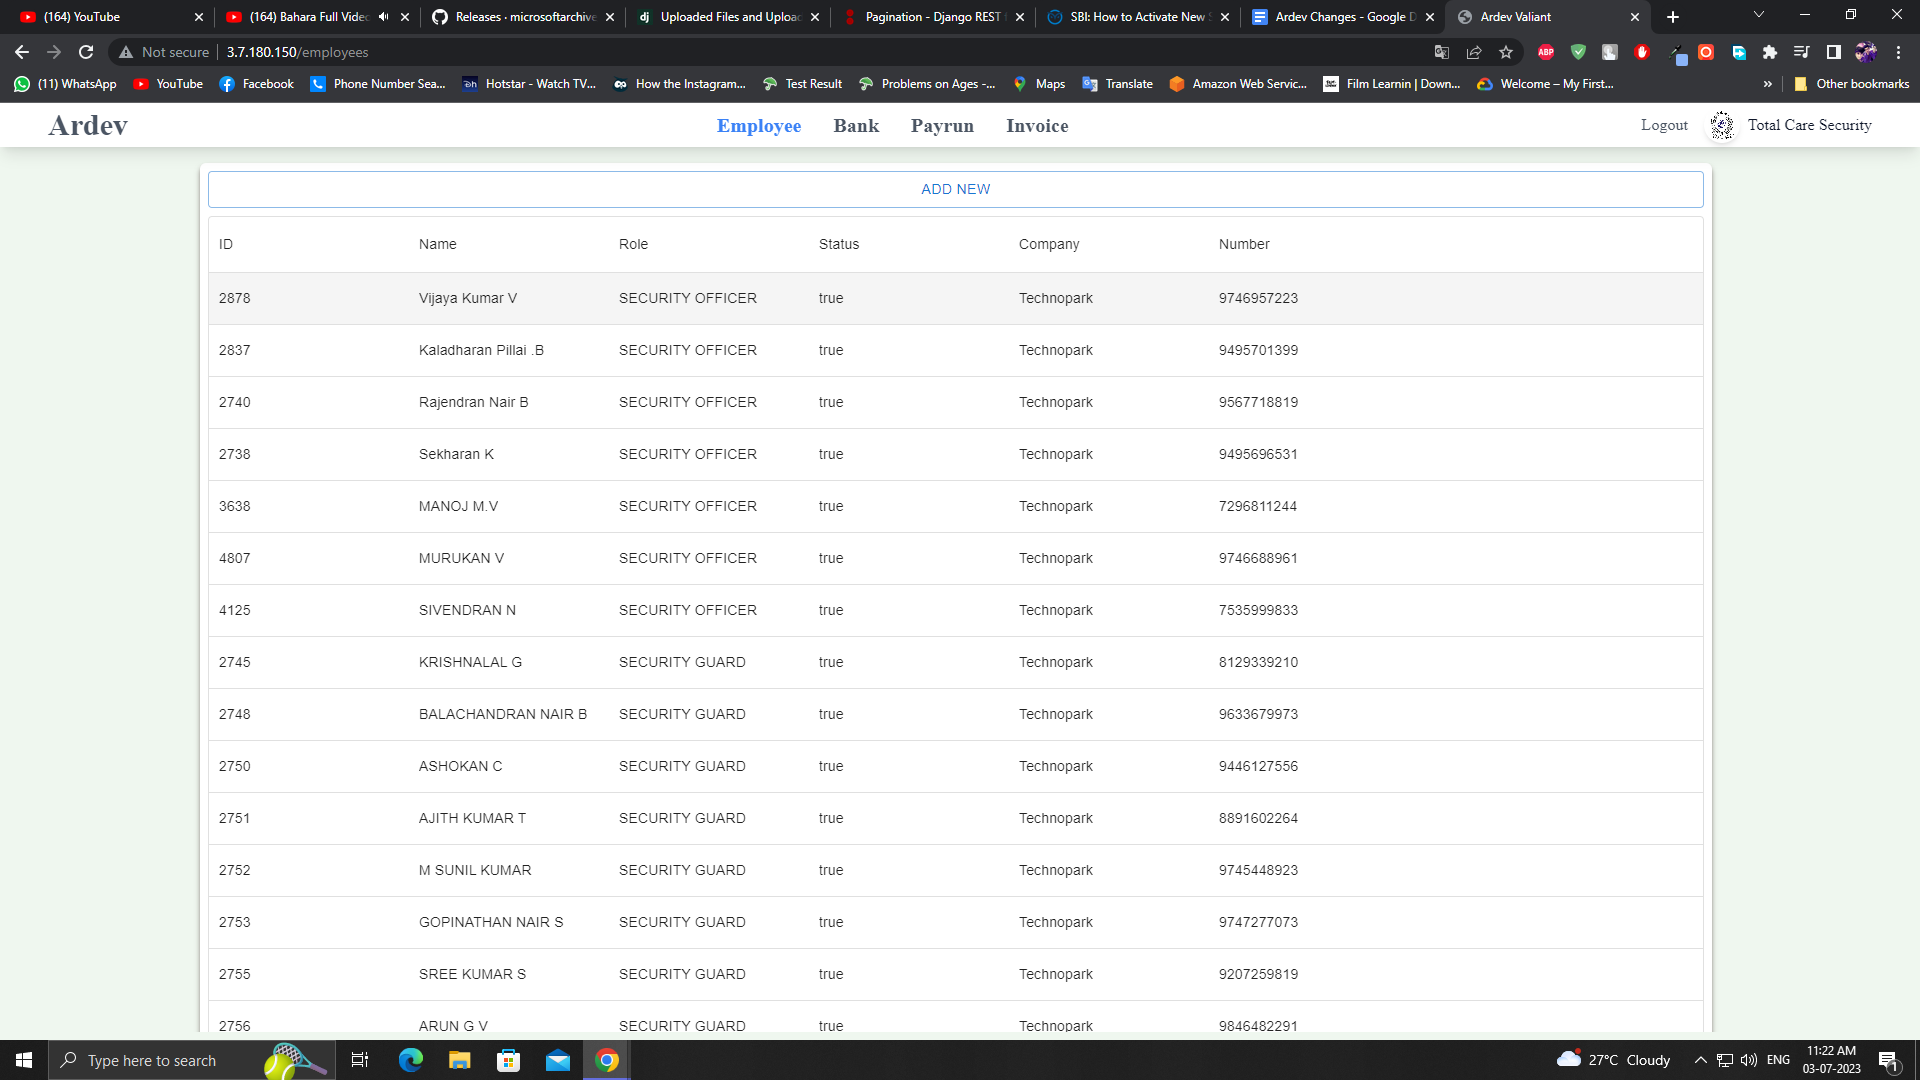 (164) YouTube
(164) Bahara Full Video
Releases · microsoftarchive
Uploaded Files and Uploa
Pagination - Django REST
SBI: How to Activate New
Ardev Changes - Google D
Ardev Valiant
Not secure 3.7.180.150/employees
ABP
(11) WhatsApp YouTube Facebook Phone Number Sea... Hotstar - Watch TV... How the Instagram... Test Result Problems on Ages -... Maps Translate Amazon Web Servic... Film Learnin | Down... Welcome – My First... » Other bookmarks
Ardev Employee Bank Payrun Invoice Logout Total Care Security
ADD NEW
ID Name Role Status Company Number
2878 Vijaya Kumar V SECURITY OFFICER true Technopark 9746957223
2837 Kaladharan Pillai .B SECURITY OFFICER true Technopark 9495701399
2740 Rajendran Nair B SECURITY OFFICER true Technopark 9567718819
2738 Sekharan K SECURITY OFFICER true Technopark 9495696531
3638 MANOJ M.V SECURITY OFFICER true Technopark 7296811244
4807 MURUKAN V SECURITY OFFICER true Technopark 9746688961
4125 SIVENDRAN N SECURITY OFFICER true Technopark 7535999833
2745 KRISHNALAL G SECURITY GUARD true Technopark 8129339210
2748 BALACHANDRAN NAIR B SECURITY GUARD true Technopark 9633679973
2750 ASHOKAN C SECURITY GUARD true Technopark 9446127556
2751 AJITH KUMAR T SECURITY GUARD true Technopark 8891602264
2752 M SUNIL KUMAR SECURITY GUARD true Technopark 9745448923
2753 GOPINATHAN NAIR S SECURITY GUARD true Technopark 9747277073
2755 SREE KUMAR S SECURITY GUARD true Technopark 9207259819
2756 ARUN G V SECURITY GUARD true Technopark 9846482291
Type here to search
27°C Cloudy
ENG
11:22 AM
03-07-2023
1